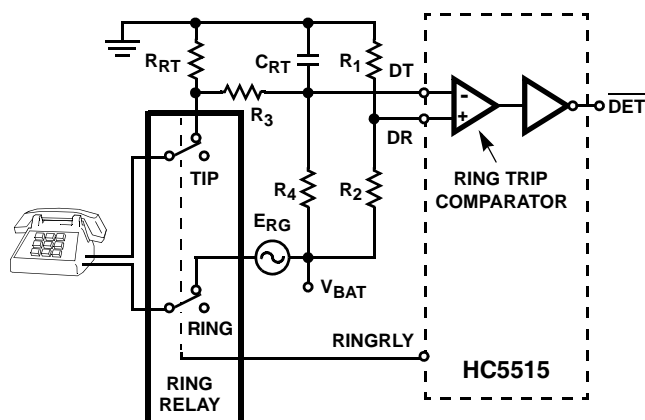 R_RT
C_RT
R_1
DT
R_3
TIP
DR
R_4
R_2
-
+
DET
RING TRIP
COMPARATOR
E_RG
V_BAT
RING
RINGRLY
HC5515
RING
RELAY